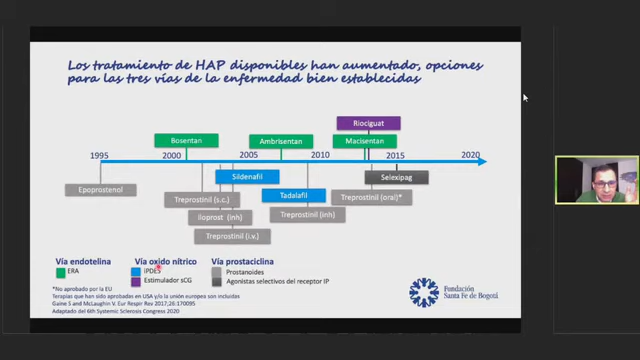 Los tratamiento de HAP disponibles han aumentado, opciones
para las tres vías de la enfermedad bien establecidas
Riociguat
Bosentan
Ambrisentan
Macisentan
1995
2000
2005
2010
2015
2020
Epoprostenol
Sildenafil
Selexipag
Treprostinil (s.c.)
Tadalafil
Treprostinil (oral)*
Iloprost (inh)
Treprostinil (inh)
Treprostinil (i.v.)
Vía endotelina
ERA
Vía oxido nítrico
iPDE5
Estimulador sCG
Vía prostaciclina
Prostanoides
Agonistas selectivos del receptor IP
*No aprobado por la EU
Terapias que han sido aprobadas en USA y/o la unión europea son incluidas
Gaine S and McLaughlin V. Eur Respir Rev 2017;26:170095
Adaptado del 6th Systemic Sclerosis Congress 2020
Fundación
Santa Fe de Bogotá